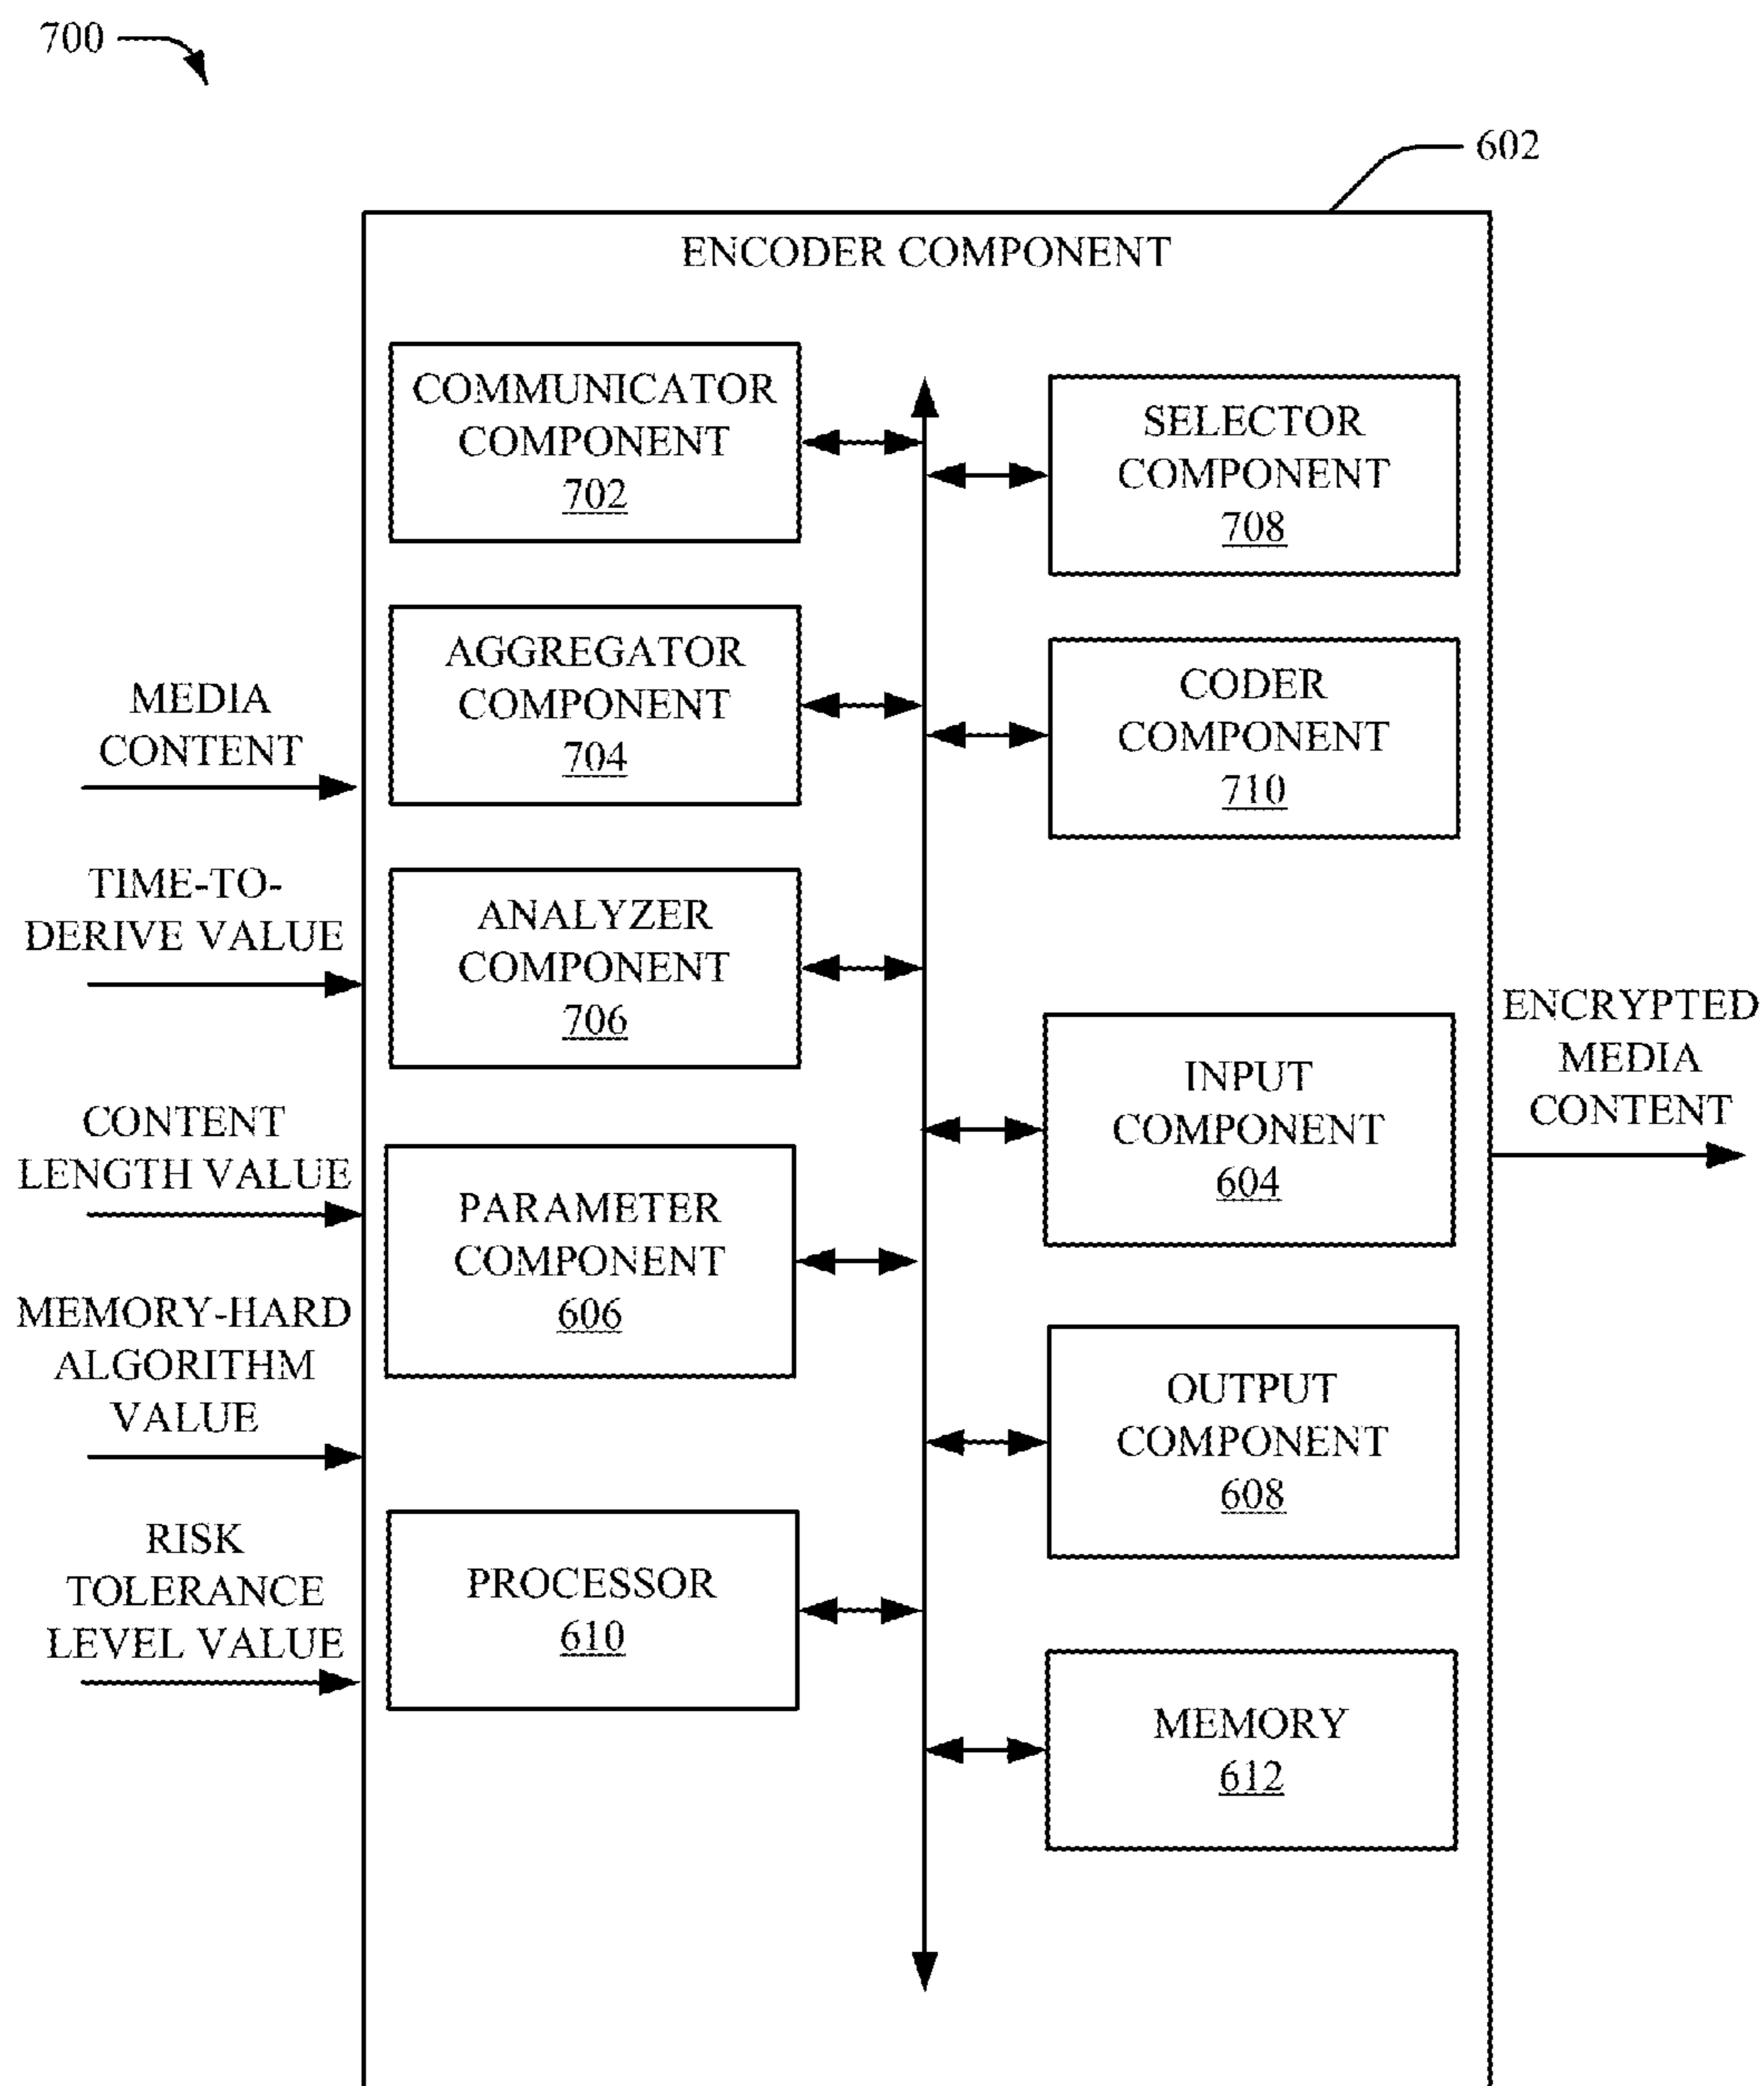 700
602
ENCODER COMPONENT
COMMUNICATOR
COMPONENT
702
SELECTOR
COMPONENT
708
AGGREGATOR
COMPONENT
704
CODER
COMPONENT
710
MEDIA
CONTENT
TIME-TO-
DERIVE VALUE
ANALYZER
COMPONENT
706
INPUT
COMPONENT
604
ENCRYPTED
MEDIA
CONTENT
CONTENT
LENGTH VALUE
PARAMETER
COMPONENT
606
MEMORY-HARD
ALGORITHM
VALUE
OUTPUT
COMPONENT
608
RISK
TOLERANCE
LEVEL VALUE
PROCESSOR
610
MEMORY
612